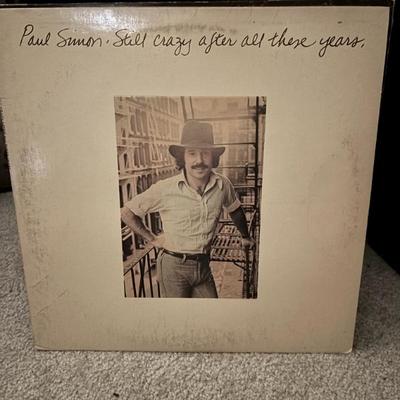 Paul Simon · Still crazy after all these years.